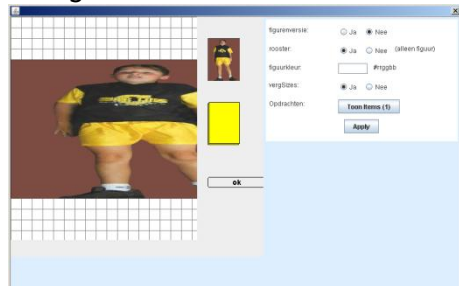 figurenversie: Ja Nee
rooster: Ja Nee (alleen figuur)
figuurkleur: #rrggbb
vergSizes: Ja Nee
Opdrachten: Toon Items (1)
Apply
ok